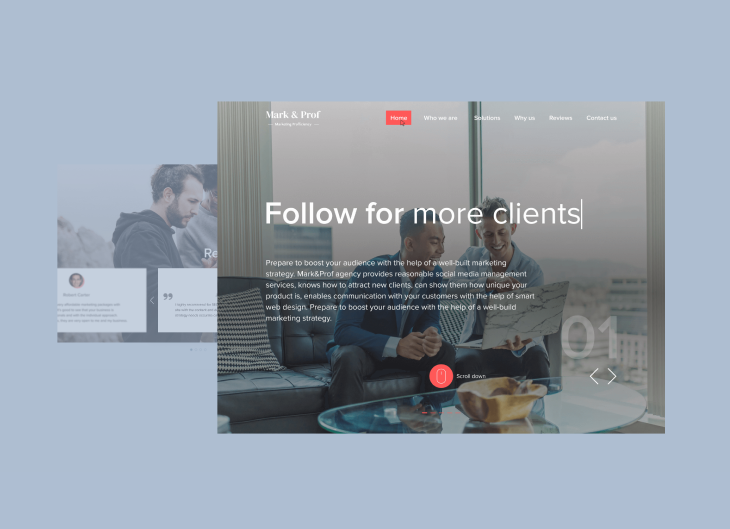 Mark & Prof
Marketing Proficiency
Home
Who we are
Solutions
Why us
Reviews
Contact us
Follow for more clients
Prepare to boost your audience with the help of a well-built marketing
strategy. Mark&Prof agency provides reasonable social media management
services, knows how to attract new clients, can show them how unique your
product is, enables communication with your customers with the help of smart
web design. Prepare to boost your audience with the help of a well-build
marketing strategy.
01
Scroll down
Re